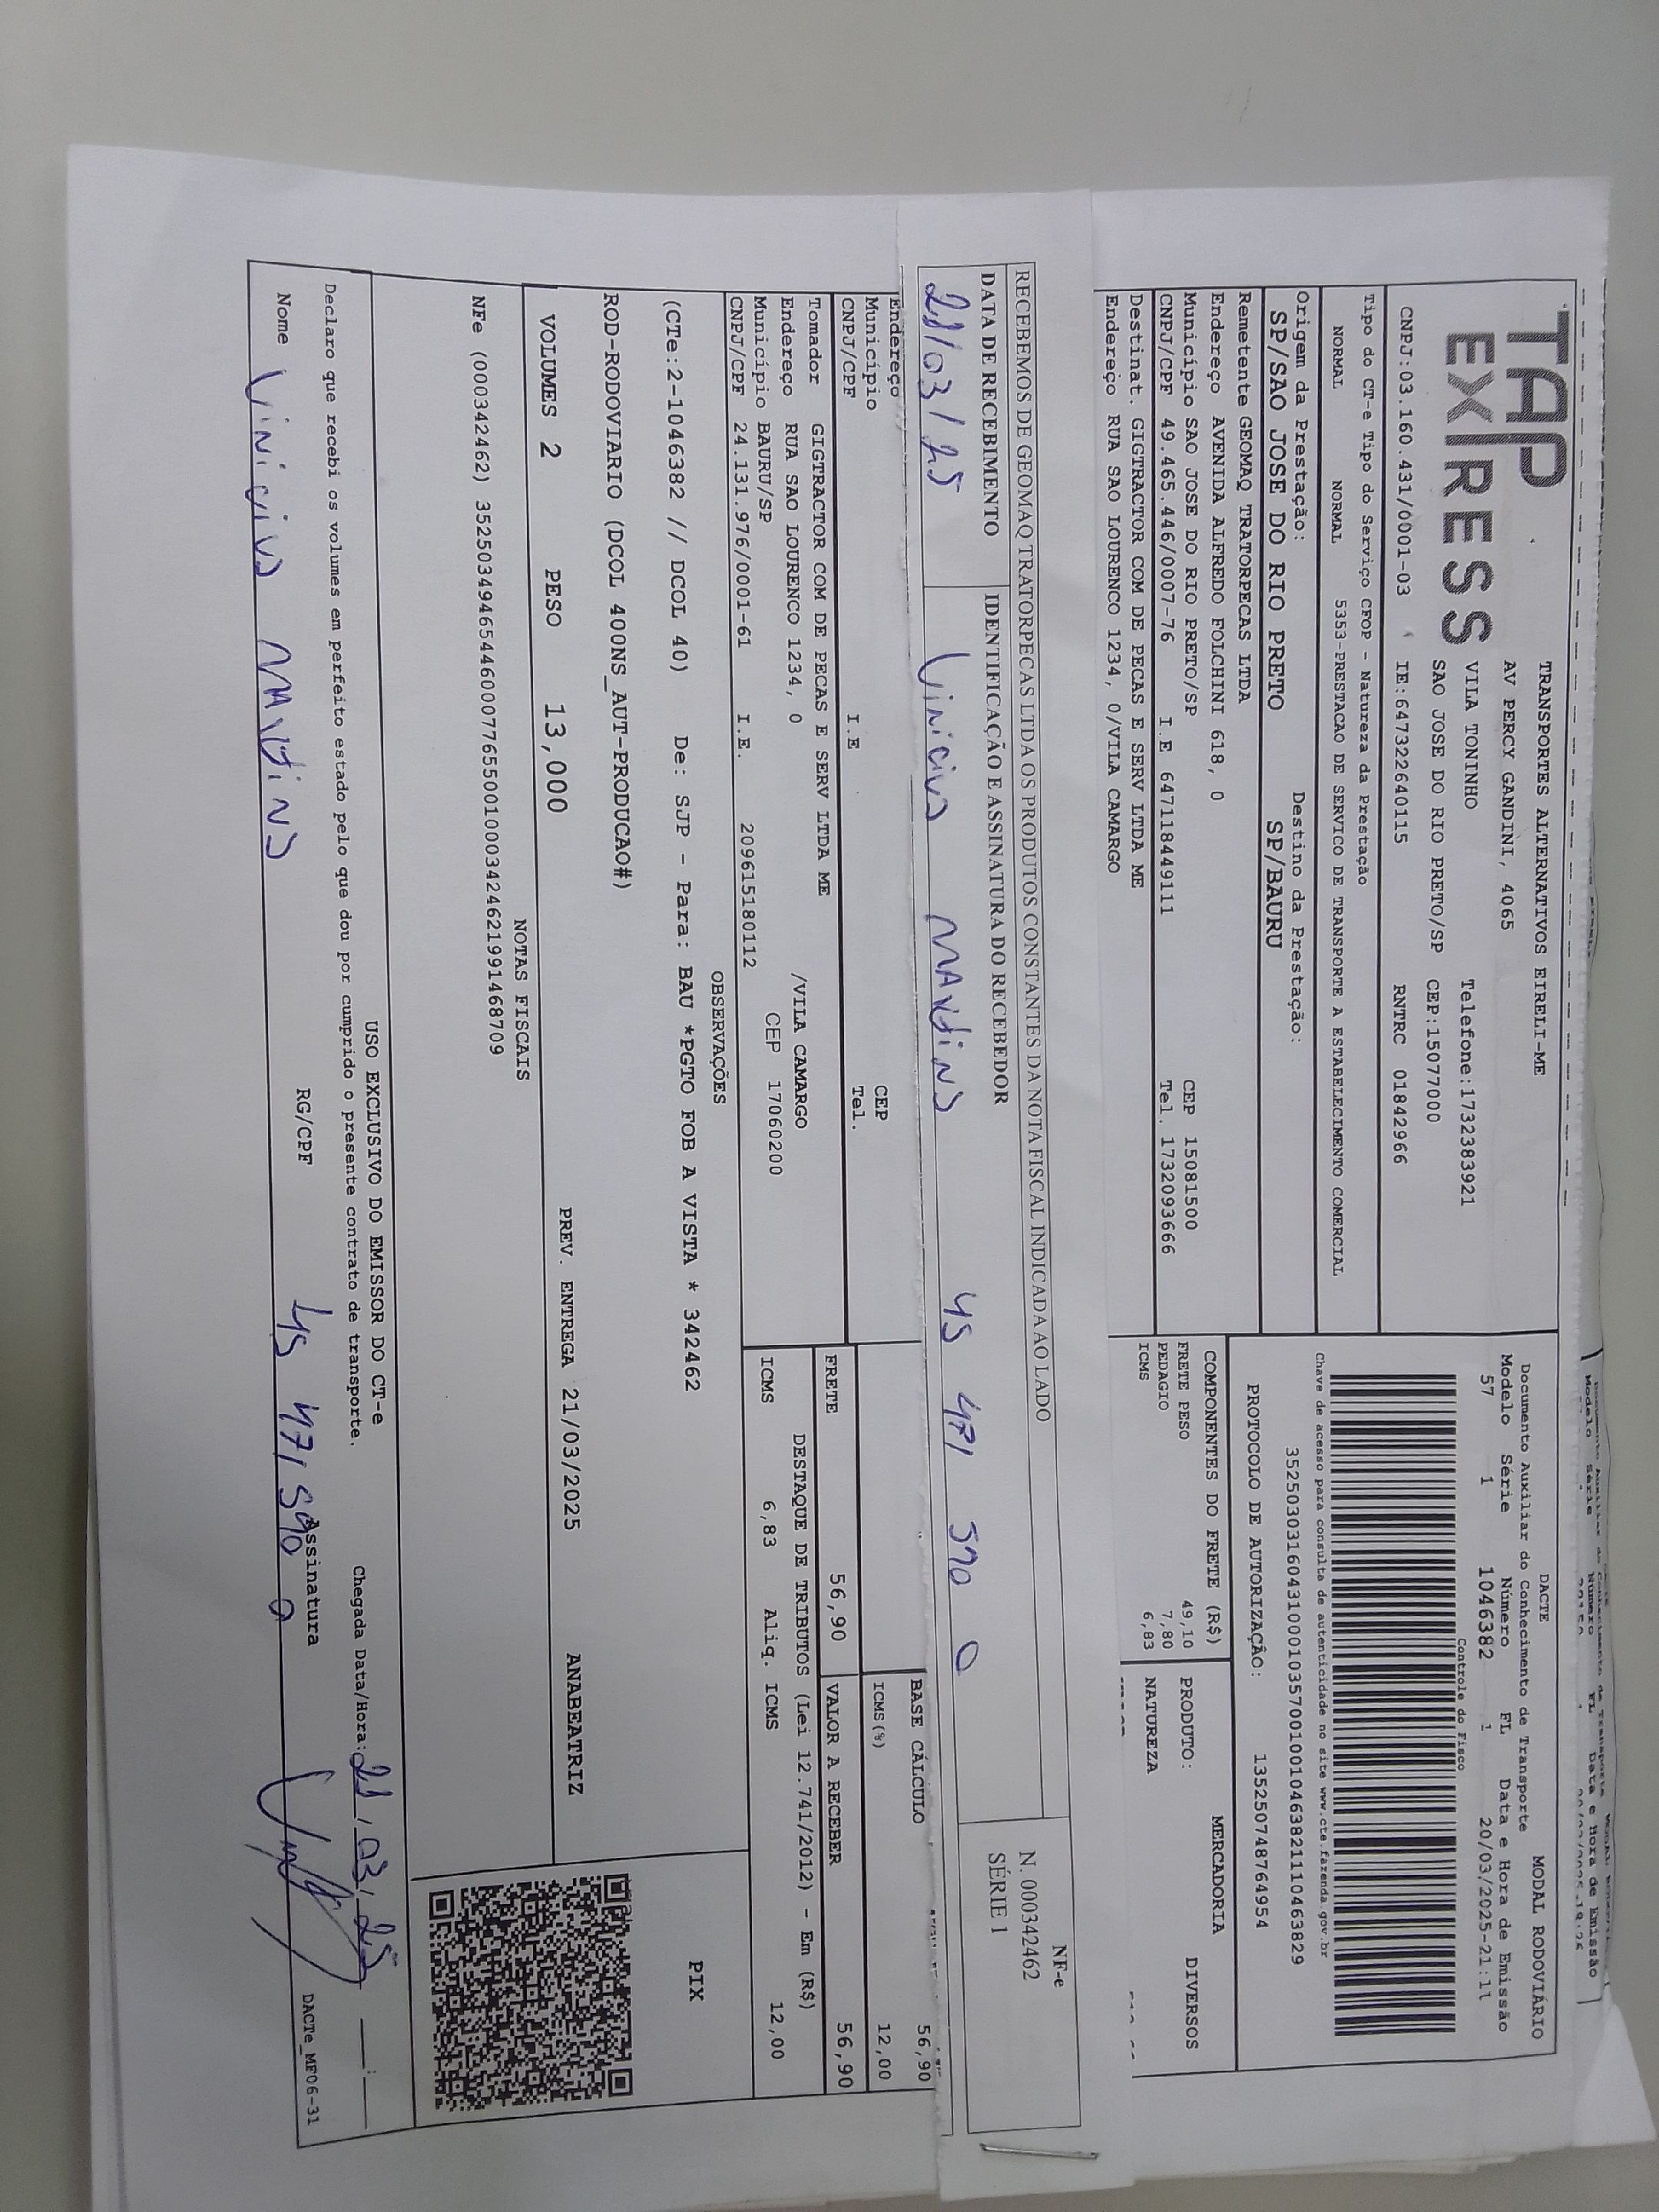 TAP EXPRESS
TRANSPORTES ALTERNATIVOS EIRELI-ME
AV PERCY GANDINI, 4065
VILA TONINHO Telefone:1732383921
SAO JOSE DO RIO PRETO/SP CEP:15077000
CNPJ:03.160.431/0001-03 IE:647322640115 RNTRC 01842966
Tipo do CT-e Tipo do Serviço CFOP - Natureza da Prestação
NORMAL NORMAL 5353-PRESTACAO DE SERVICO DE TRANSPORTE A ESTABELECIMENTO COMERCIAL
Origem da Prestação: Destino da Prestação:
SP/SAO JOSE DO RIO PRETO SP/BAURU
DACTE MODAL RODOVIÁRIO
Documento Auxiliar do Conhecimento de Transporte
Modelo Série Número FL Data e Hora de Emissão
57 1 1046382 1 20/03/2025-21:11
Controle do Fisco
35250303160431000103570010010463821110463829
Chave de acesso para consulta de autenticidade no site www.cte.fazenda.gov.br
PROTOCOLO DE AUTORIZAÇÃO: 135250748764954
Remetente GEOMAQ TRATORPECAS LTDA
Endereço AVENIDA ALFREDO FOLCHINI 618, 0
Município SAO JOSE DO RIO PRETO/SP CEP 15081500
CNPJ/CPF 49.465.446/0007-76 I.E 647118449111 Tel. 1732093666
Destinat. GIGTRACTOR COM DE PECAS E SERV LTDA ME
Endereço RUA SAO LOURENCO 1234, 0/VILA CAMARGO
COMPONENTES DO FRETE (R$) MERCADORIA
FRETE PESO 49,10 PRODUTO: DIVERSOS
PEDAGIO 7,80 NATUREZA
ICMS 6,83
RECEBEMOS DE GEOMAQ TRATORPECAS LTDA OS PRODUTOS CONSTANTES DA NOTA FISCAL INDICADA AO LADO
DATA DE RECEBIMENTO IDENTIFICAÇÃO E ASSINATURA DO RECEBEDOR
21/03/25 Vinicius Martins 45 471 590 0
NF-e
N. 000342462
SÉRIE 1
Endereço
Município CEP
CNPJ/CPF I.E Tel.
BASE CÁLCULO 56,90
ICMS(%) 12,00
Tomador GIGTRACTOR COM DE PECAS E SERV LTDA ME
Endereço RUA SAO LOURENCO 1234, 0 /VILA CAMARGO
Município BAURU/SP CEP 17060200
CNPJ/CPF 24.131.976/0001-61 I.E. 209615180112
FRETE 56,90 VALOR A RECEBER 56,90
DESTAQUE DE TRIBUTOS (Lei 12.741/2012) - Em (R$)
ICMS 6,83 Aliq. ICMS 12,00
OBSERVAÇÕES
(CTe:2-1046382 // DCOL 40) De: SJP - Para: BAU *PGTO FOB A VISTA * 342462
PIX
ROD-RODOVIARIO (DCOL 400NS_AUT-PRODUCAO#)
VOLUMES 2 PESO 13,000 PREV. ENTREGA 21/03/2025 ANABEATRIZ
NOTAS FISCAIS
NFe (000342462) 35250349465446000776550010003424621991468709
USO EXCLUSIVO DO EMISSOR DO CT-e
Declaro que recebi os volumes em perfeito estado pelo que dou por cumprido o presente contrato de transporte. Chegada Data/Hora: 21/03/25 __:__
Nome Vinicius Martins RG/CPF 45 471 590 0 Assinatura
DACTe_MF06-31